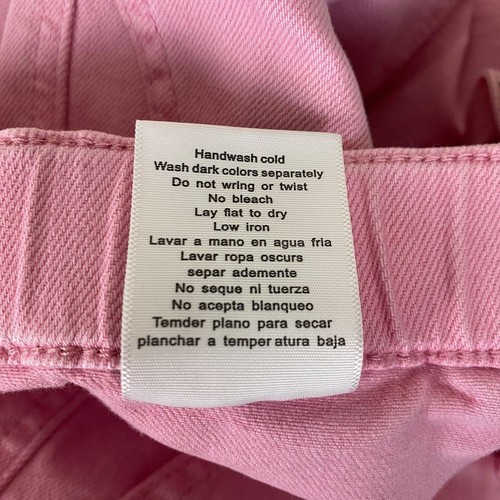 Handwash cold
Wash dark colors separately
Do not wring or twist
No bleach
Lay flat to dry
Low iron
Lavar a mano en agua fria
Lavar ropa oscurs
separ ademente
No seque ni tuerza
No acepta blanqueo
Temder plano para secar
planchar a temper atura baja